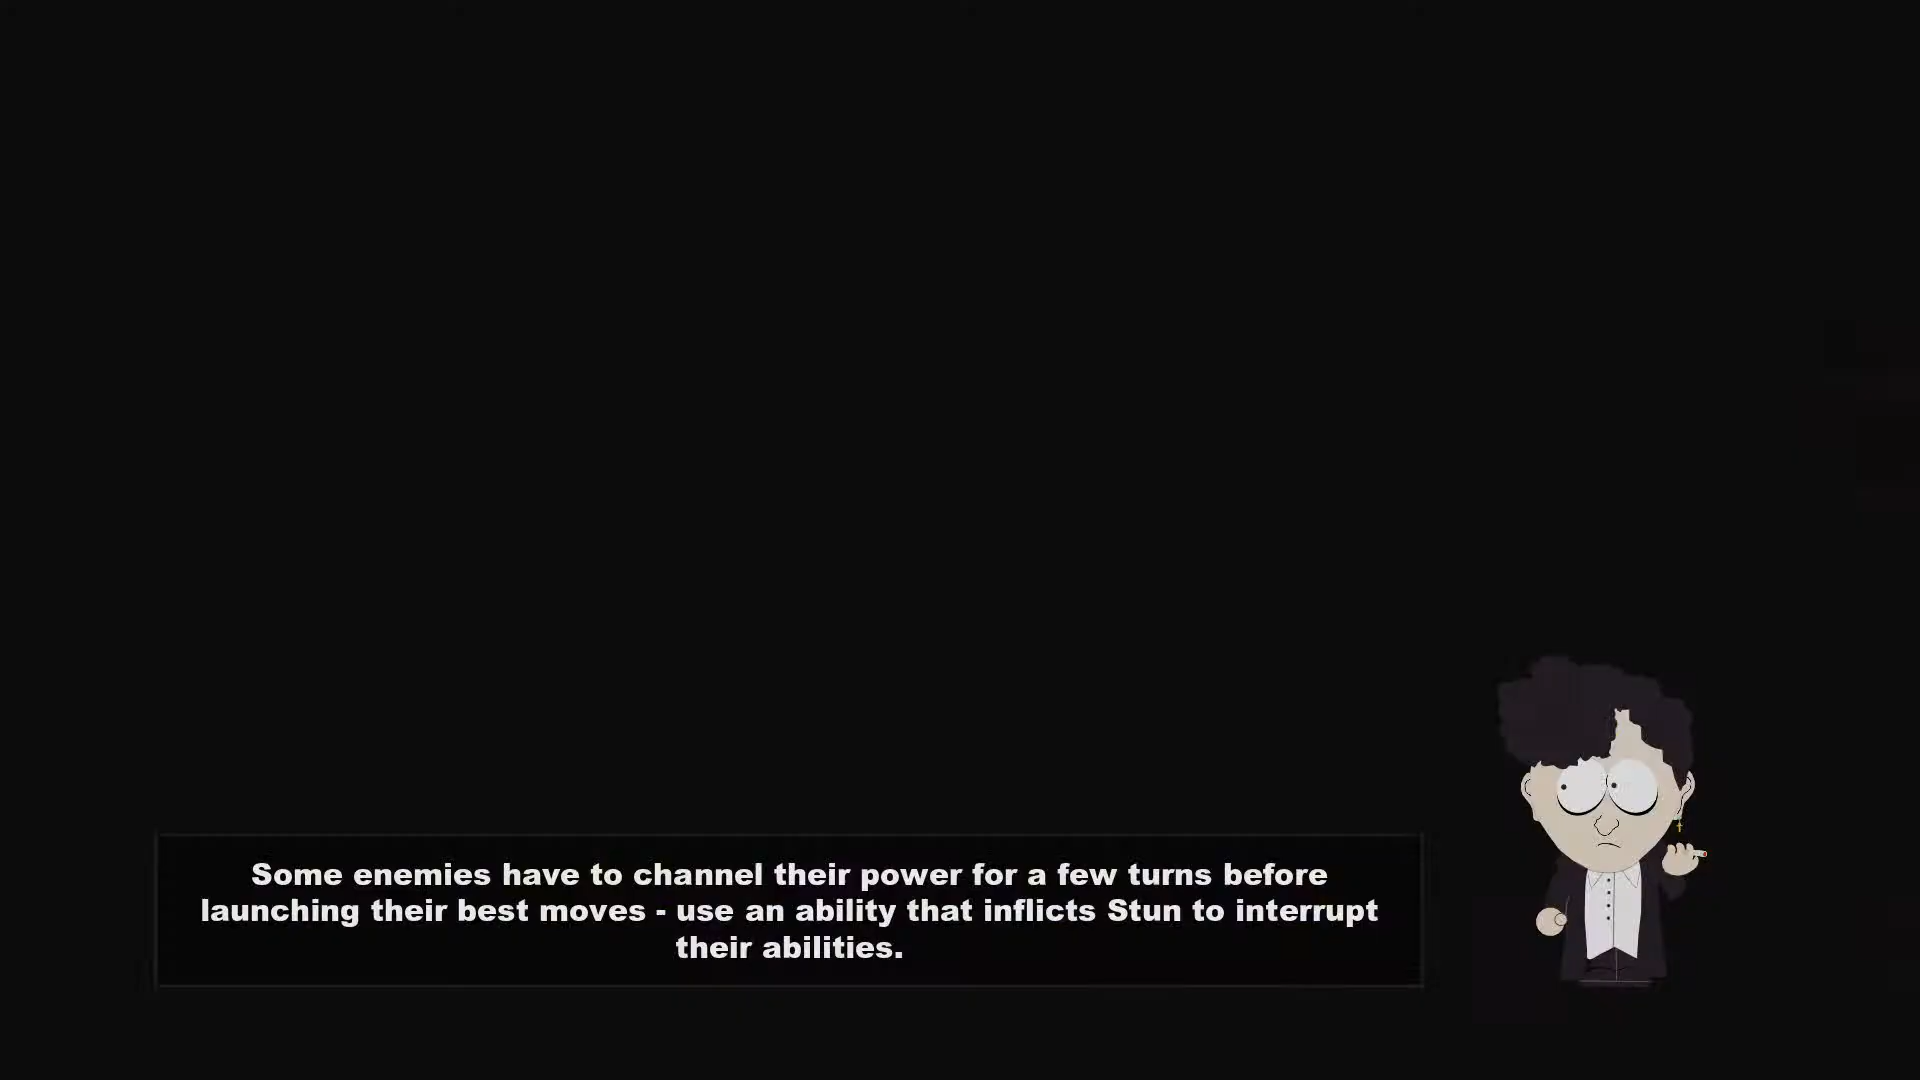 Some enemies have to channel their power for a few turns before
launching their best moves - use an ability that inflicts Stun to interrupt
their abilities.